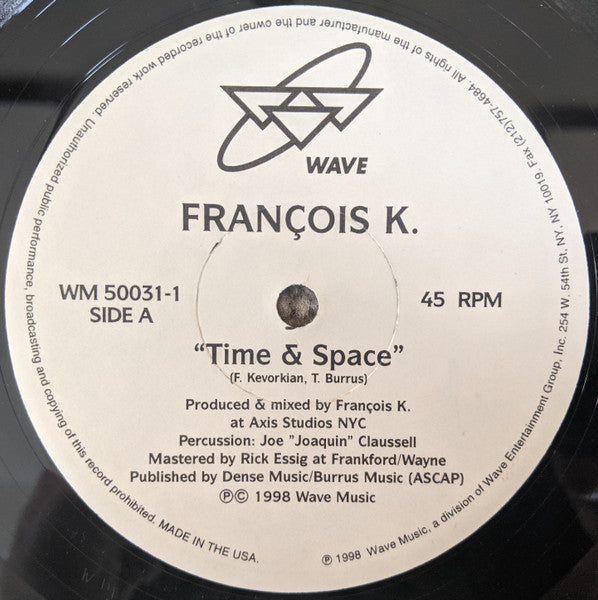 WAVE
FRANÇOIS K.
WM 50031-1
SIDE A
45 RPM
“Time & Space”
(F. Kevorkian, T. Burrus)
Produced & mixed by François K.
at Axis Studios NYC
Percussion: Joe "Joaquin" Claussell
Mastered by Rick Essig at Frankford/Wayne
Published by Dense Music/Burrus Music (ASCAP)
Ⓟ© 1998 Wave Music
Ⓟ 1998 Wave Music, a division of Wave Entertainment Group, Inc. 254 W. 54th St, NY, NY 10019. Fax (212)757-4684. All rights of the manufacturer and of the owner of the recorded work reserved. Unauthorized public performance, broadcasting and copying of this record prohibited. MADE IN THE USA.